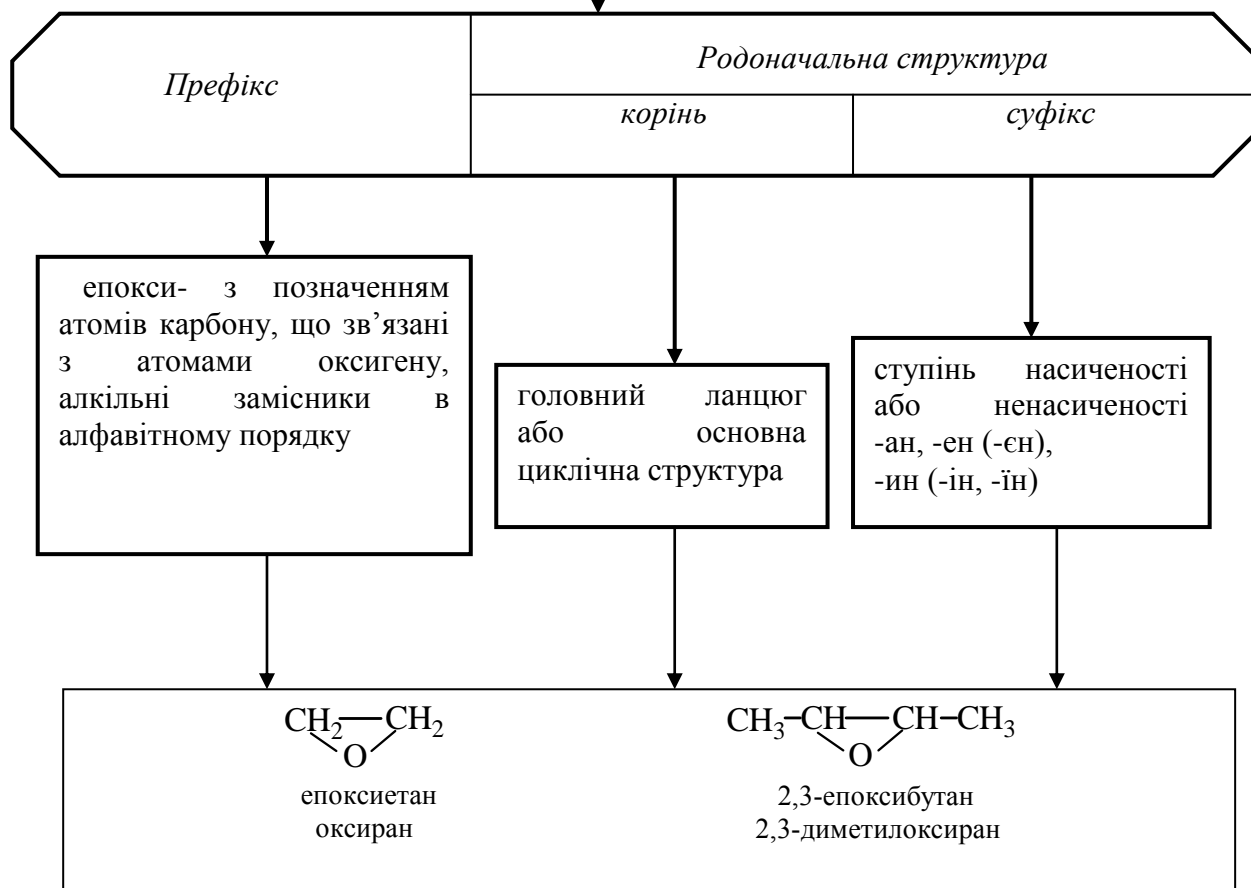 Префікс
Родоначальна структура
корінь
суфікс
епокси- з позначенням
атомів карбону, що зв’язані
з атомами оксигену,
алкільні замісники в
алфавітному порядку
головний ланцюг
або основна
циклічна структура
ступінь насиченості
або ненасиченості
-ан, -ен (-єн),
-ин (-ін, -їн)
CH₂—CH₂
O
епоксиетан
оксиран
CH₃—CH—CH—CH₃
O
2,3-епоксибутан
2,3-диметилоксиран